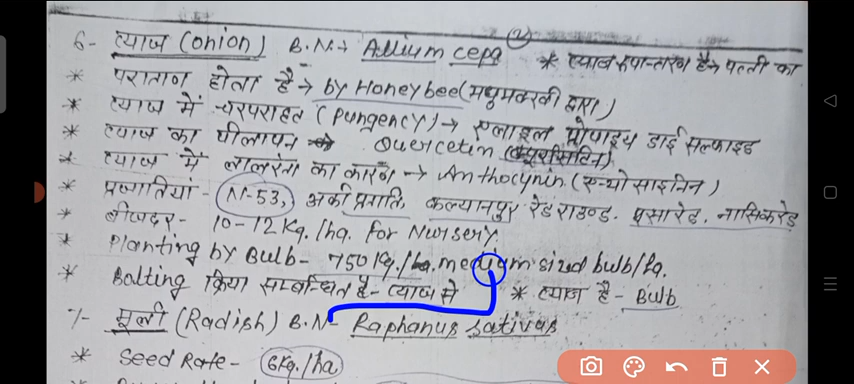 (2)
6- प्याज (onion) B.N.→ Allium cepa * प्याज रुपान्तरण है→ पत्ती का
* परागण होता है→ by Honeybee (मधुमक्खी द्वारा)
* प्याज में चरपराहट (Pungency)→ एलाइल प्रोपाइय डाई सल्फाइड
* प्याज का पीलापन → Quercetin (क्यूरसिटिन)
* प्याज में लालरंग का कारण → Anthocynin (एन्थोसाइनिन)
* प्रजातियां- N-53, अर्का प्रगति, कल्यानपुर रेड राउण्ड, पूसा रेड, नासिक रेड
* बीजदर- 10-12 Kg./ha. for Nursery
* Planting by Bulb- 750 Kg./ha. medium sized bulb/ha.
* Bolting क्रिया सम्बन्धित है- प्याज से * प्याज है- Bulb
7- मूली (Radish) B.N- Raphanus sativus
* Seed Rate- 6Kg/ha